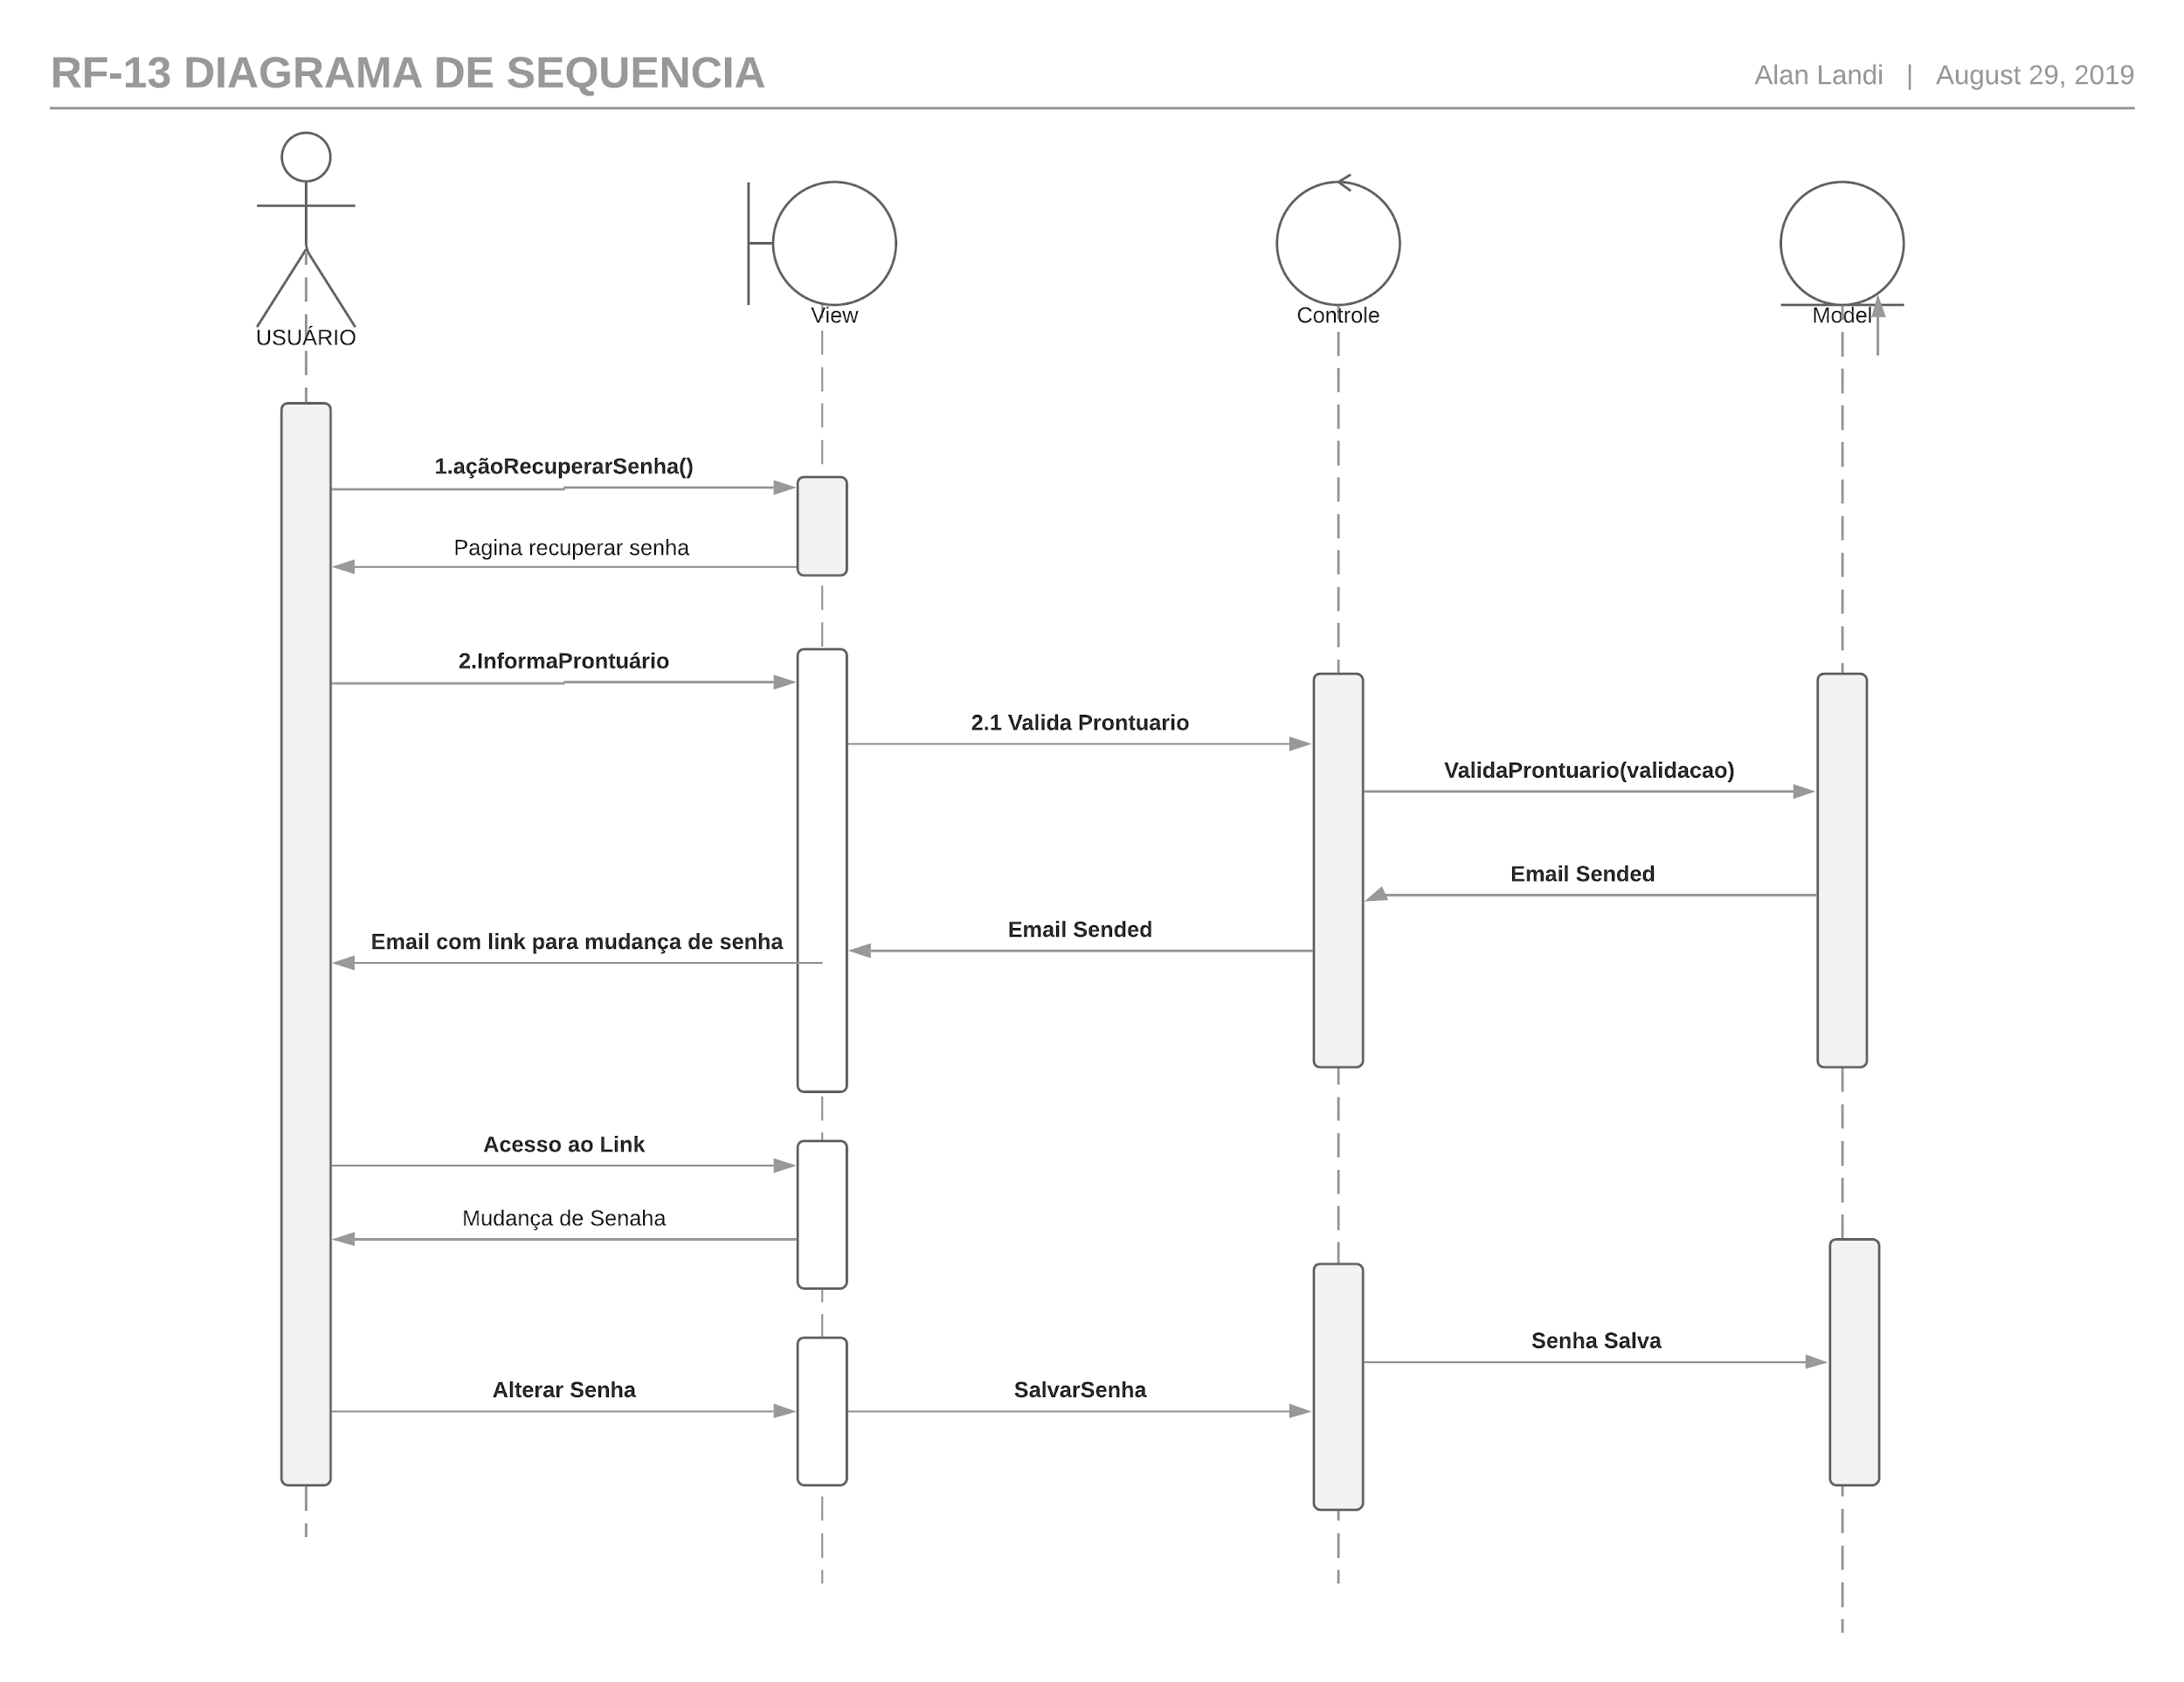 RF-13 DIAGRAMA DE SEQUENCIA
Alan Landi | August 29, 2019
USUÁRIO
View
Controle
Model
1.açãoRecuperarSenha()
Pagina recuperar senha
2.InformaProntuário
2.1 Valida Prontuario
ValidaProntuario(validacao)
Email Sended
Email Sended
Email com link para mudança de senha
Acesso ao Link
Mudança de Senaha
Senha Salva
Alterar Senha
SalvarSenha